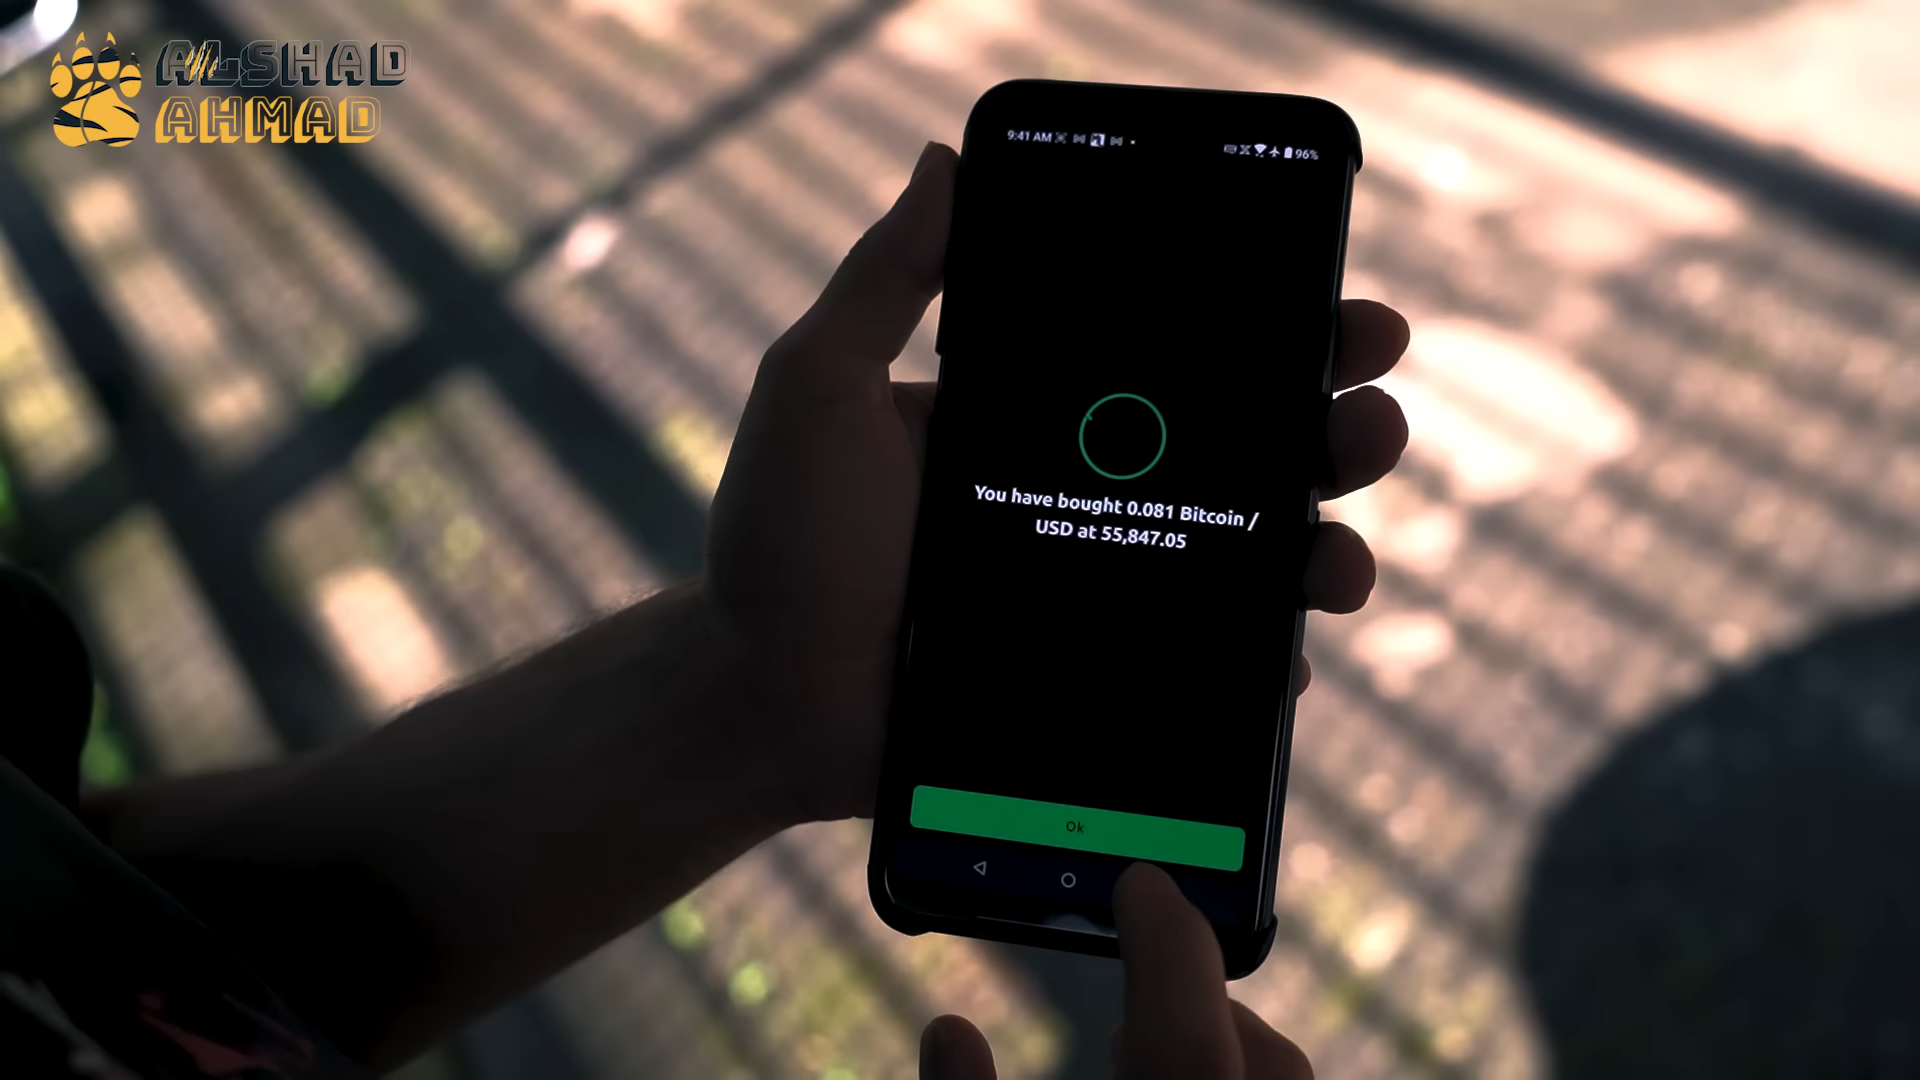 ALSHAD
AHMAD
9:41 AM
96%
You have bought 0.081 Bitcoin /
USD at 55,847.05
Ok